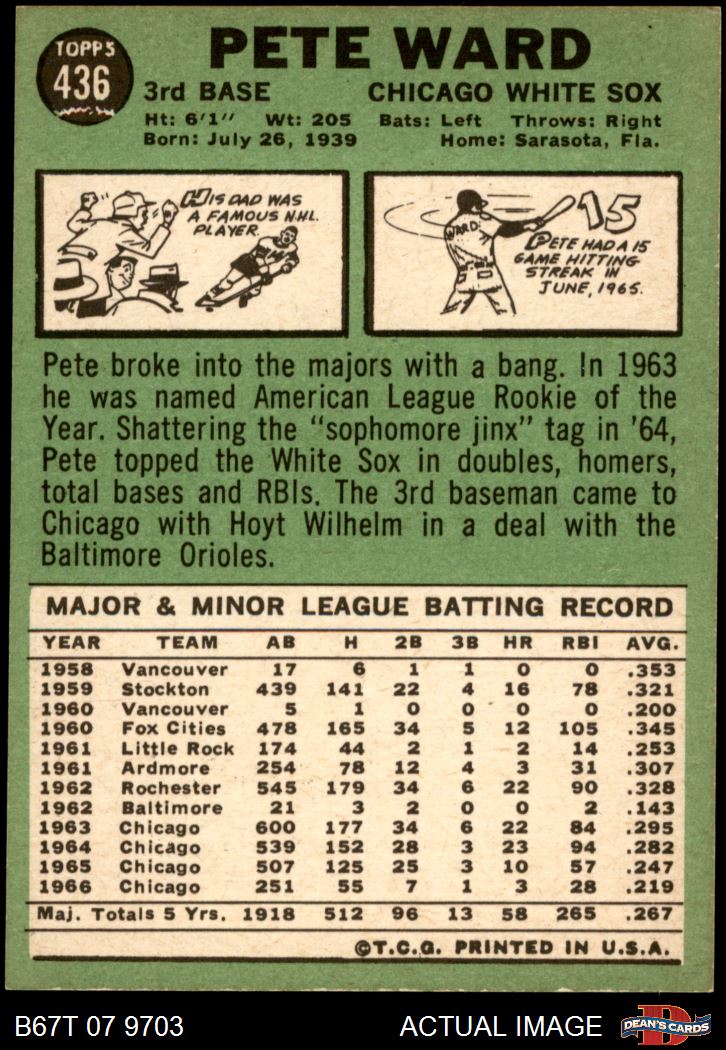 TOPPS
436
PETE WARD
3rd BASE CHICAGO WHITE SOX
Ht: 6'1" Wt: 205 Bats: Left Throws: Right
Born: July 26, 1939 Home: Sarasota, Fla.
HIS DAD WAS
A FAMOUS N.H.L.
PLAYER.
WARD
15
PETE HAD A 15
GAME HITTING
STREAK IN
JUNE, 1965.
Pete broke into the majors with a bang. In 1963
he was named American League Rookie of the
Year. Shattering the "sophomore jinx" tag in '64,
Pete topped the White Sox in doubles, homers,
total bases and RBIs. The 3rd baseman came to
Chicago with Hoyt Wilhelm in a deal with the
Baltimore Orioles.
MAJOR & MINOR LEAGUE BATTING RECORD
YEAR TEAM AB H 2B 3B HR RBI AVG.
1958 Vancouver 17 6 1 1 0 0 .353
1959 Stockton 439 141 22 4 16 78 .321
1960 Vancouver 5 1 0 0 0 0 .200
1960 Fox Cities 478 165 34 5 12 105 .345
1961 Little Rock 174 44 2 1 2 14 .253
1961 Ardmore 254 78 12 4 3 31 .307
1962 Rochester 545 179 34 6 22 90 .328
1962 Baltimore 21 3 2 0 0 2 .143
1963 Chicago 600 177 34 6 22 84 .295
1964 Chicago 539 152 28 3 23 94 .282
1965 Chicago 507 125 25 3 10 57 .247
1966 Chicago 251 55 7 1 3 28 .219
Maj. Totals 5 Yrs. 1918 512 96 13 58 265 .267
©T.C.G. PRINTED IN U.S.A.
B67T 07 9703 ACTUAL IMAGE
D
DEAN'S CARDS